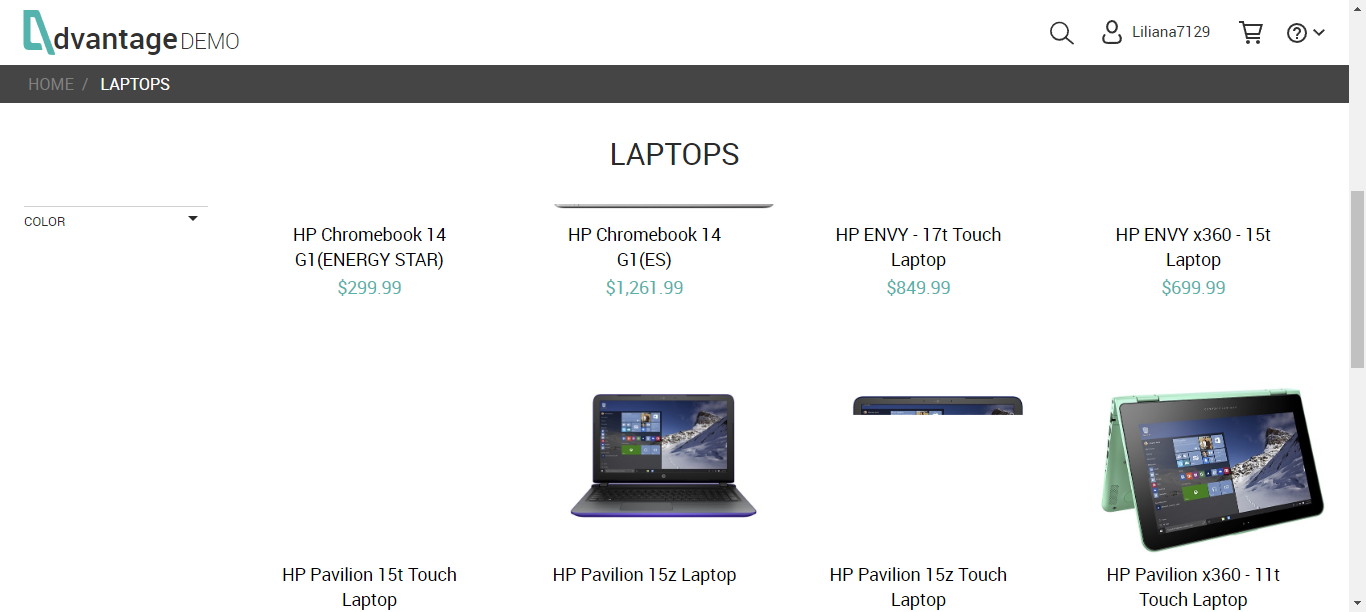 AdvantageDEMO
Liliana7129
HOME / LAPTOPS
LAPTOPS
COLOR
HP Chromebook 14
G1(ENERGY STAR)
$299.99
HP Chromebook 14
G1(ES)
$1,261.99
HP ENVY - 17t Touch
Laptop
$849.99
HP ENVY x360 - 15t
Laptop
$699.99
HP Pavilion 15t Touch
Laptop
HP Pavilion 15z Laptop
HP Pavilion 15z Touch
Laptop
HP Pavilion x360 - 11t
Touch Laptop